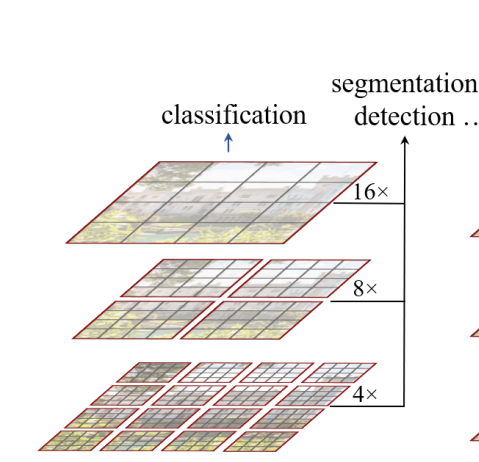 segmentation
classification
detection ..
16×
8×
4×